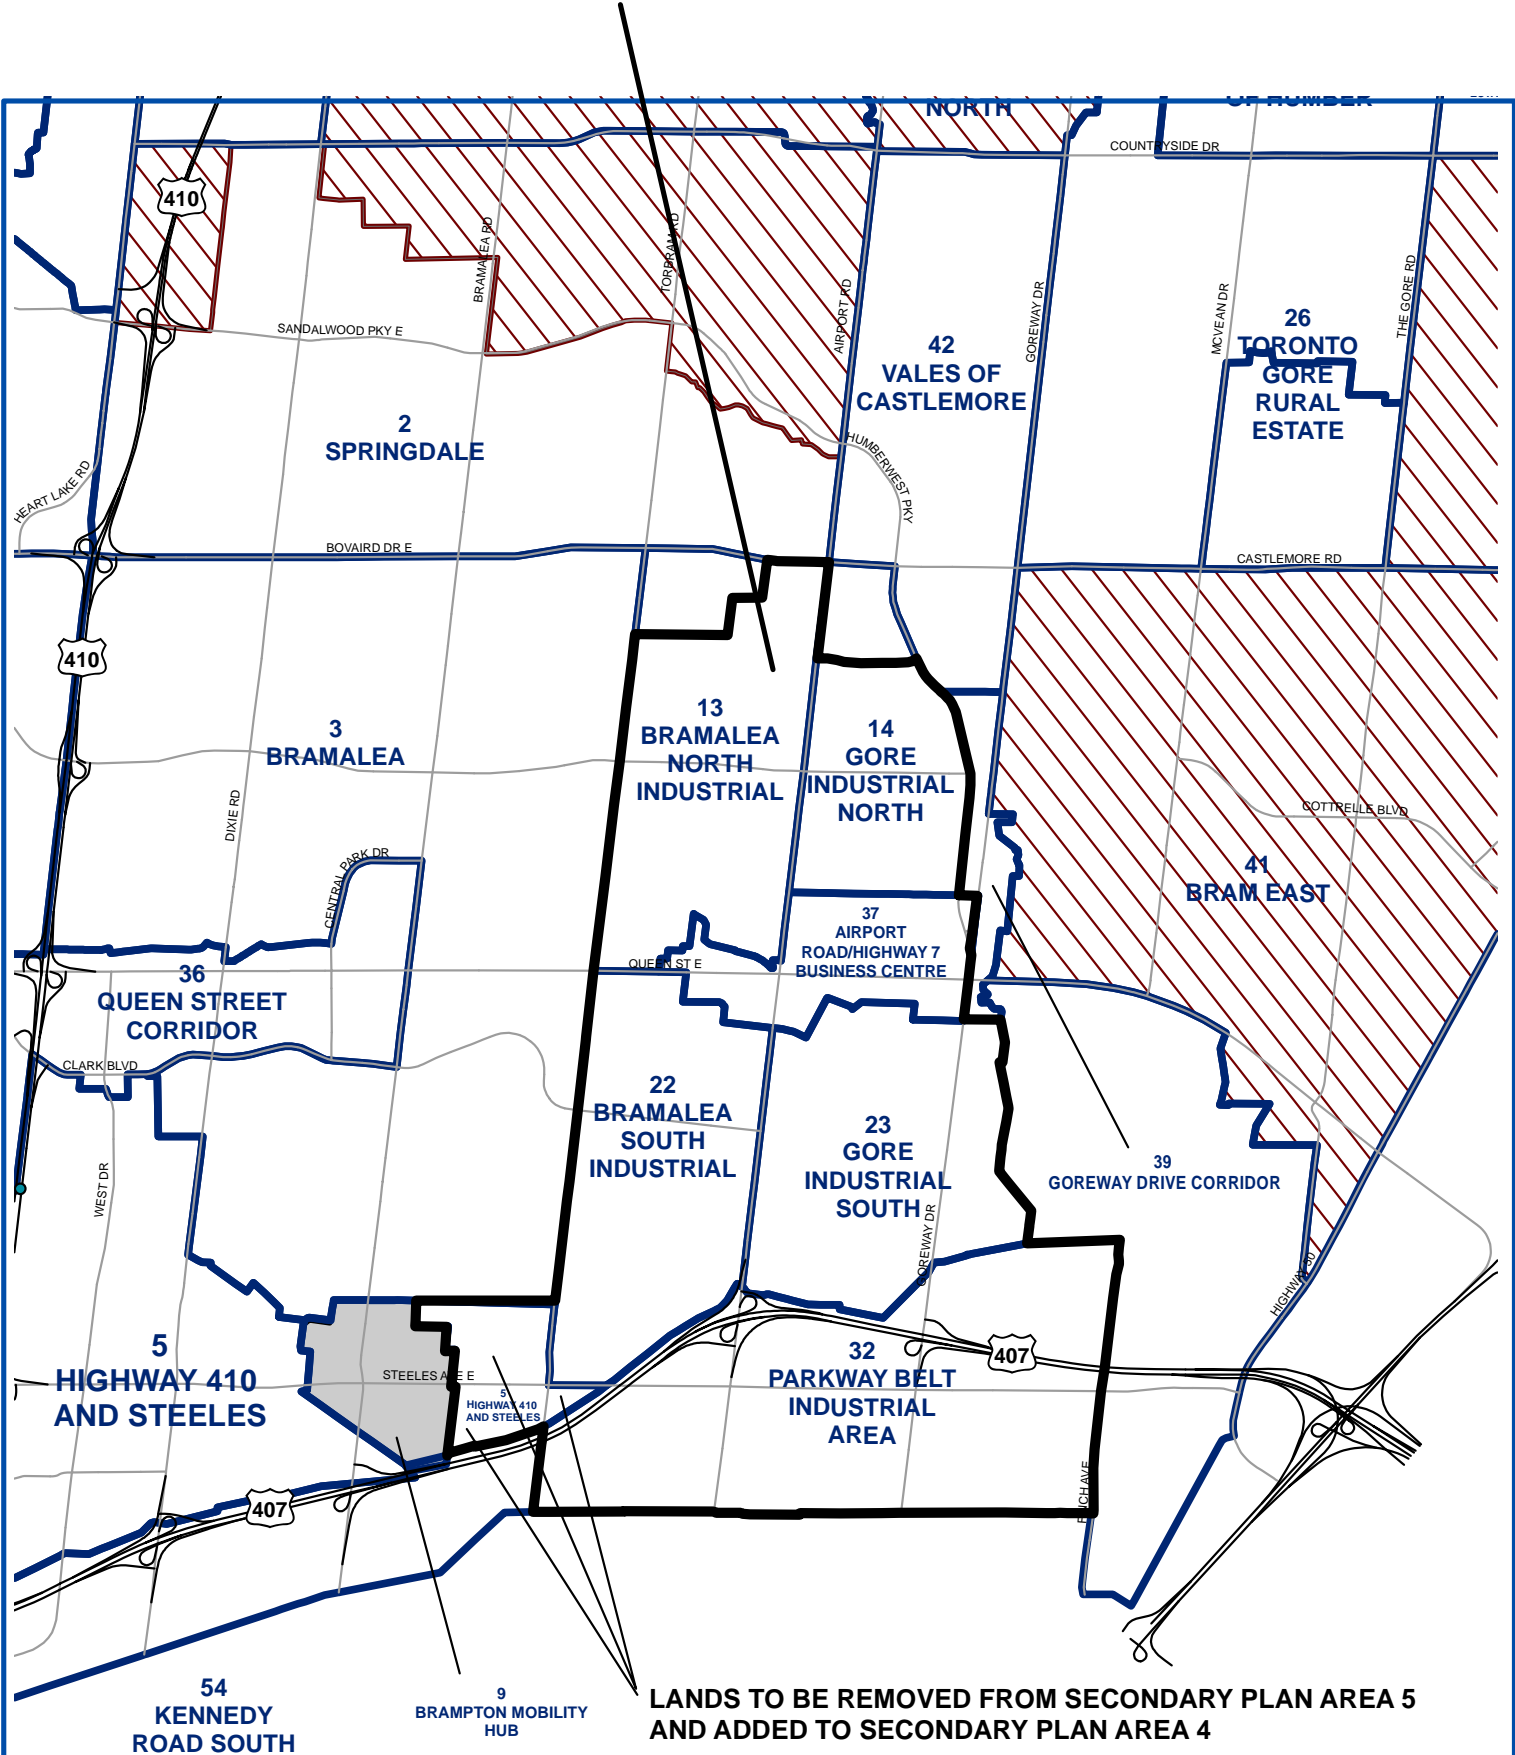 NORTH
OF HUMBER
COUNTRYSIDE DR
410
BRAMALEA RD
TORBRAM RD
AIRPORT RD
GOREWAY DR
MCVEAN DR
THE GORE RD
SANDALWOOD PKY E
42
VALES OF
CASTLEMORE
26
TORONTO
GORE
RURAL
ESTATE
2
SPRINGDALE
HEART LAKE RD
HUMBERWEST PKY
BOVAIRD DR E
CASTLEMORE RD
410
3
BRAMALEA
13
BRAMALEA
NORTH
INDUSTRIAL
14
GORE
INDUSTRIAL
NORTH
DIXIE RD
COTTRELLE BLVD
CENTRAL PARK DR
41
BRAM EAST
37
AIRPORT
ROAD/HIGHWAY 7
BUSINESS CENTRE
QUEEN ST E
36
QUEEN STREET
CORRIDOR
CLARK BLVD
22
BRAMALEA
SOUTH
INDUSTRIAL
23
GORE
INDUSTRIAL
SOUTH
39
GOREWAY DRIVE CORRIDOR
WEST DR
GOREWAY DR
HIGHWAY 50
5
HIGHWAY 410
AND STEELES
STEELES AVE E
5
HIGHWAY 410
AND STEELES
32
PARKWAY BELT
INDUSTRIAL
AREA
407
407
FINCH AVE
54
KENNEDY
ROAD SOUTH
9
BRAMPTON MOBILITY
HUB
LANDS TO BE REMOVED FROM SECONDARY PLAN AREA 5
AND ADDED TO SECONDARY PLAN AREA 4